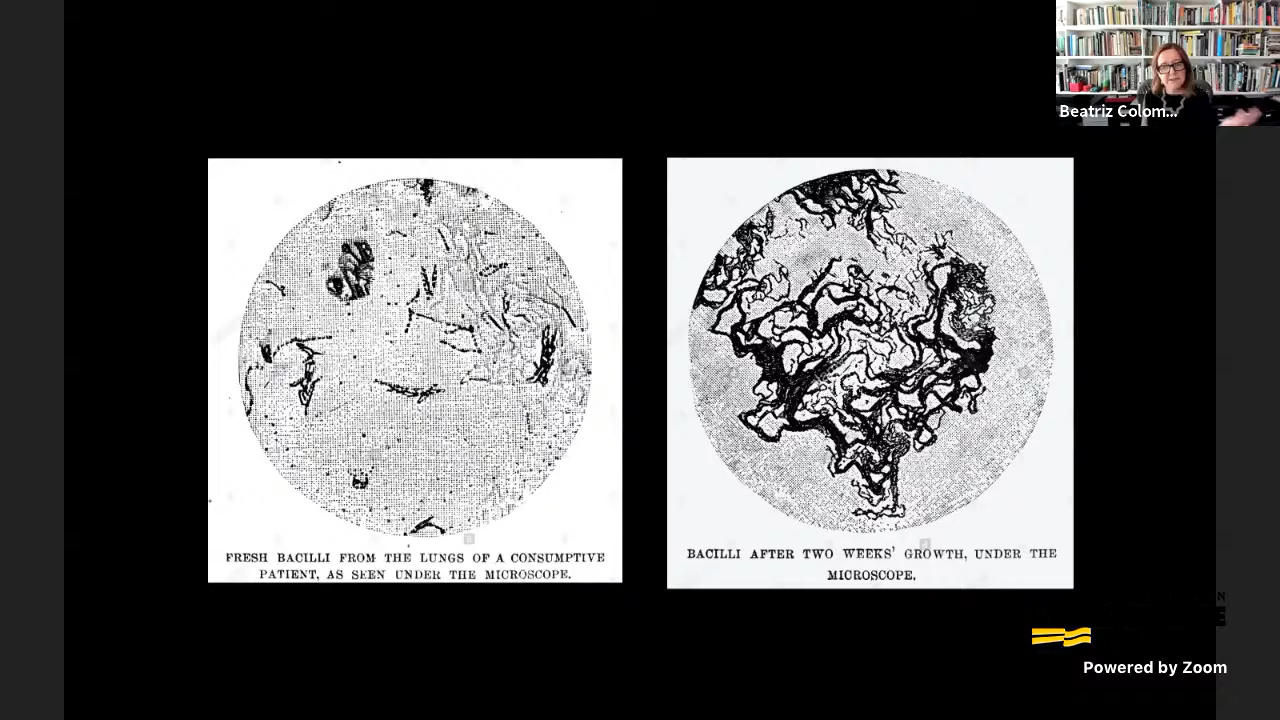 Beatriz Colom...
FRESH BACILLI FROM THE LUNGS OF A CONSUMPTIVE
PATIENT, AS SEEN UNDER THE MICROSCOPE.
BACILLI AFTER TWO WEEKS' GROWTH, UNDER THE
MICROSCOPE.
Powered by Zoom